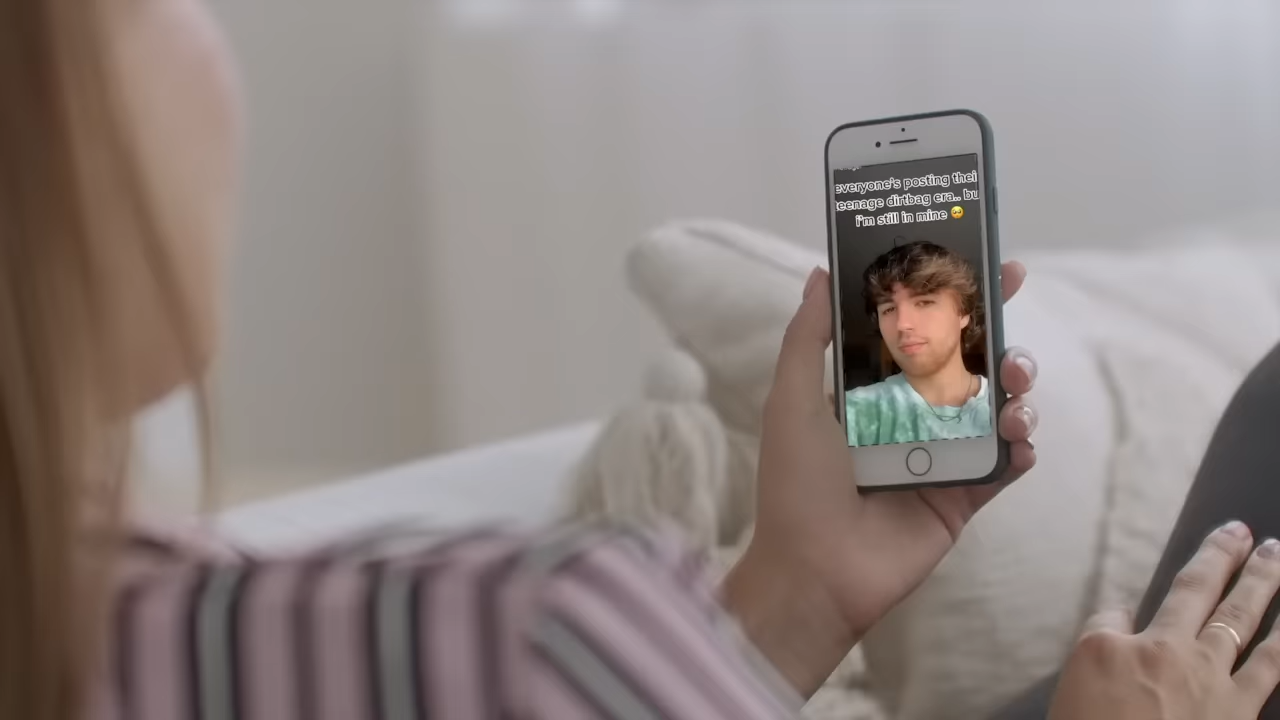 everyone's posting thei
teenage dirtbag era.. bu
i'm still in mine 🥺